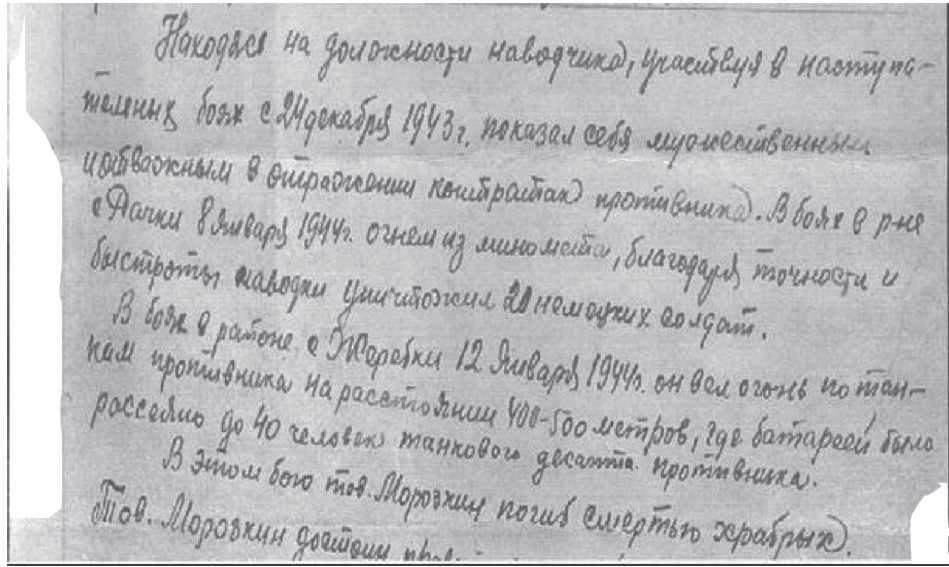 Находясь на должности наводчика, участвуя в наступа-
тельных боях с 24 декабря 1943 г. показал себя мужественным
и отважным в отражении контратак противника. В боях в р-не
с Дачки 8 Января 1944 г. огнем из миномета, благодаря точности и
быстроты наводки уничтожил 20 немецких солдат.
В боях в районе с Жеребки 12 Января 1944 г. он вел огонь по тан-
кам противника на расстоянии 400-500 метров, где батареей было
рассеяно до 40 человек танкового десанта противника.
В этом бою тов. Морозкин погиб смертью храбрых.
Тов. Морозкин достоин